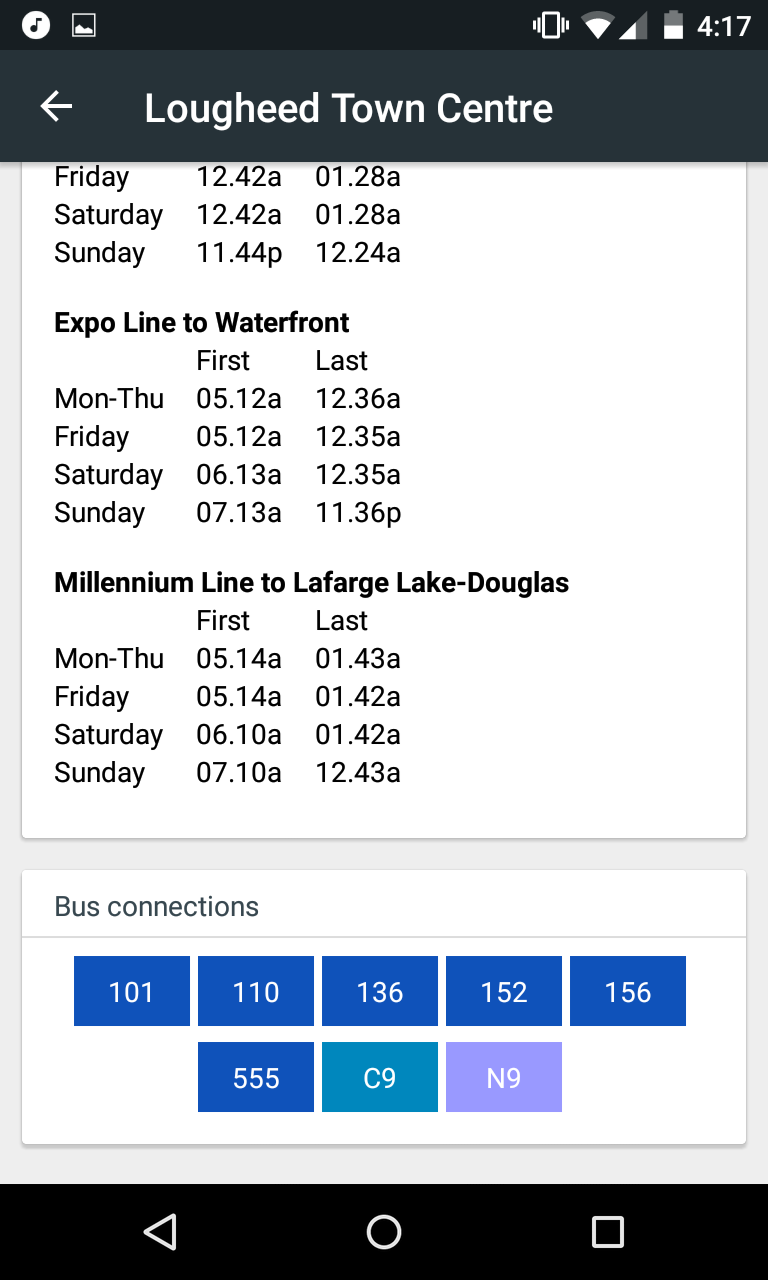 4:17
Lougheed Town Centre
Friday 12.42a 01.28a
Saturday 12.42a 01.28a
Sunday 11.44p 12.24a
Expo Line to Waterfront
First Last
Mon-Thu 05.12a 12.36a
Friday 05.12a 12.35a
Saturday 06.13a 12.35a
Sunday 07.13a 11.36p
Millennium Line to Lafarge Lake-Douglas
First Last
Mon-Thu 05.14a 01.43a
Friday 05.14a 01.42a
Saturday 06.10a 01.42a
Sunday 07.10a 12.43a
Bus connections
101 110 136 152 156
555 C9 N9